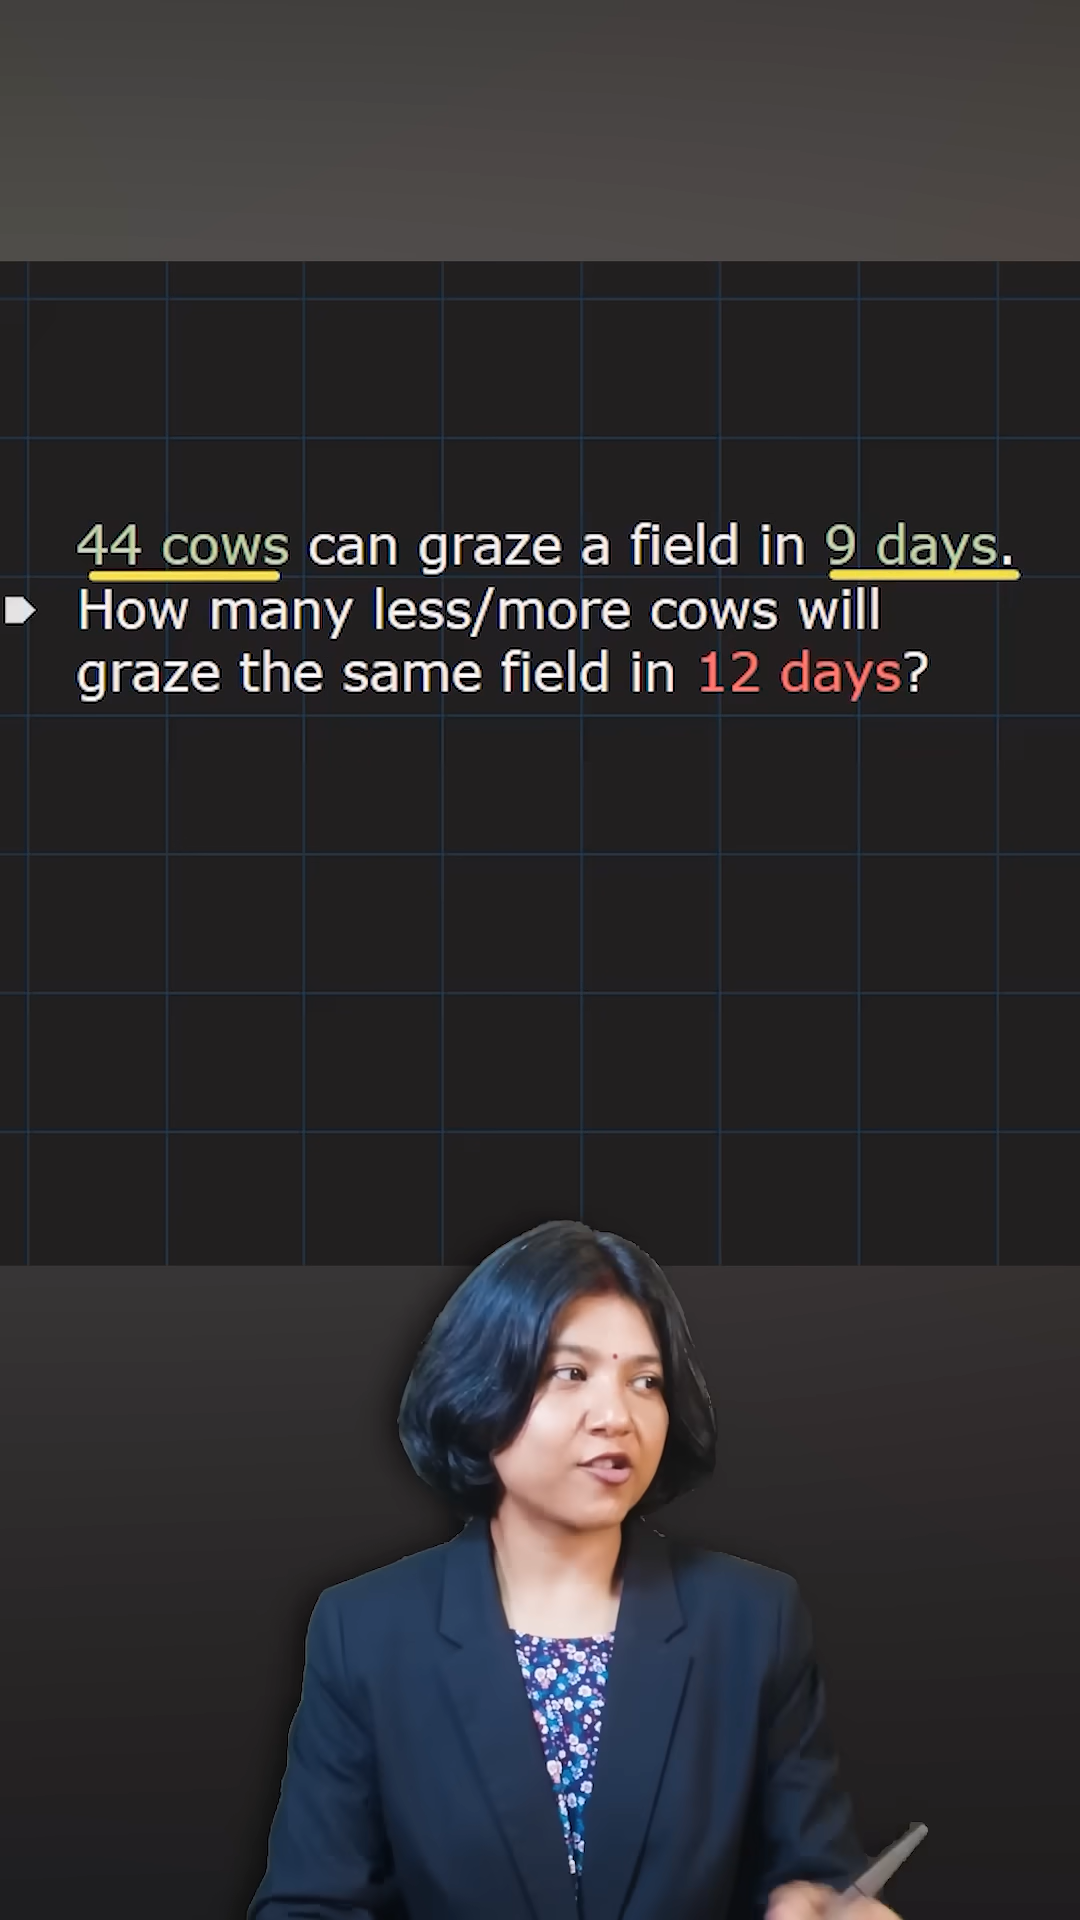 44 cows can graze a field in 9 days.
How many less/more cows will
graze the same field in 12 days?